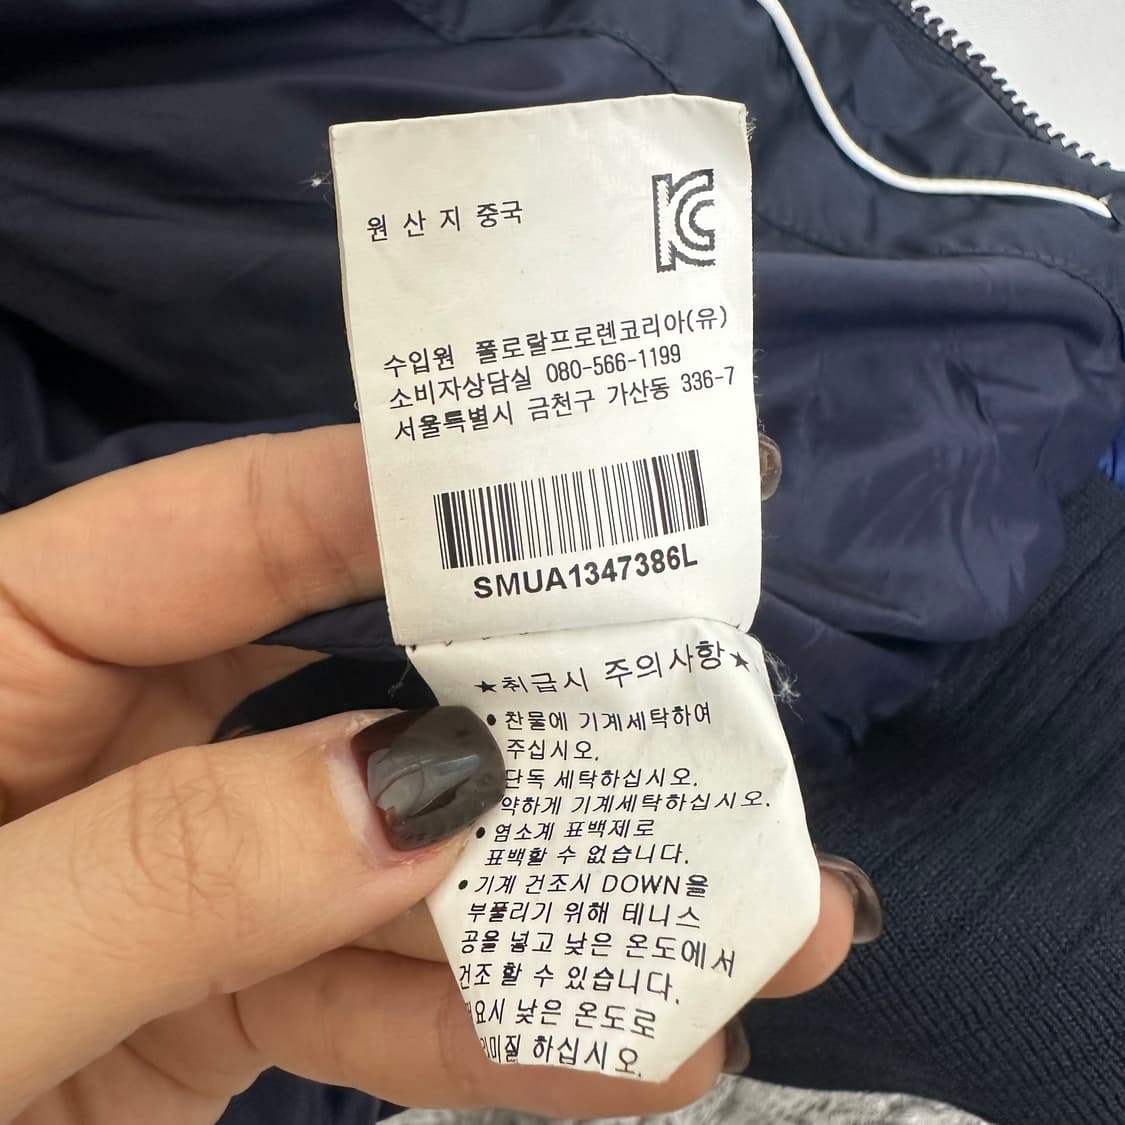 원 산 지 중국
KC
수입원 폴로랄프로렌코리아(유)
소비자상담실 080-566-1199
서울특별시 금천구 가산동 336-7
SMUA1347386L
★취급시 주의사항★
• 찬물에 기계세탁하여
주십시오.
단독 세탁하십시오.
약하게 기계세탁하십시오.
• 염소계 표백제로
표백할 수 없습니다.
• 기계 건조시 DOWN을
부풀리기 위해 테니스
공을 넣고 낮은 온도에서
건조 할 수 있습니다.
낮은 온도로
하십시오.